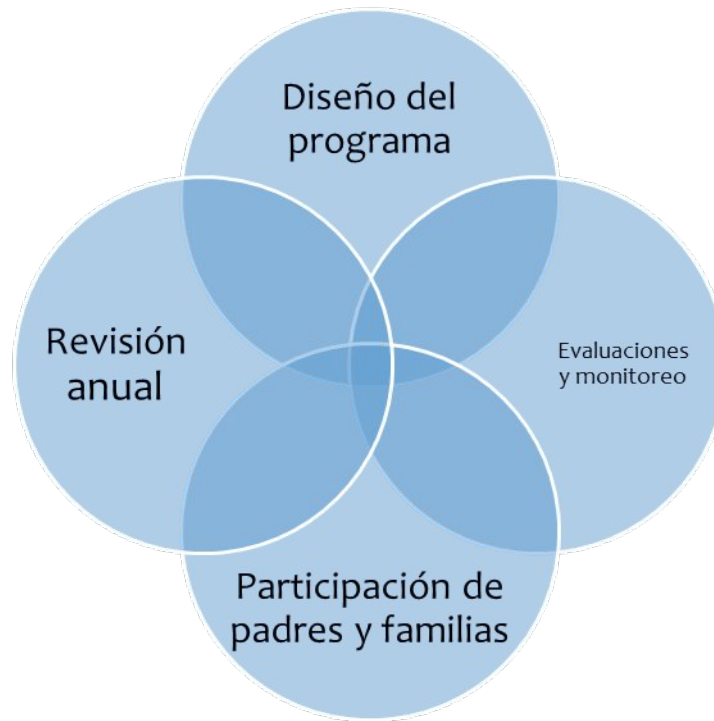 Diseño del
programa
Revisión
anual
Evaluaciones
y monitoreo
Participación de
padres y familias